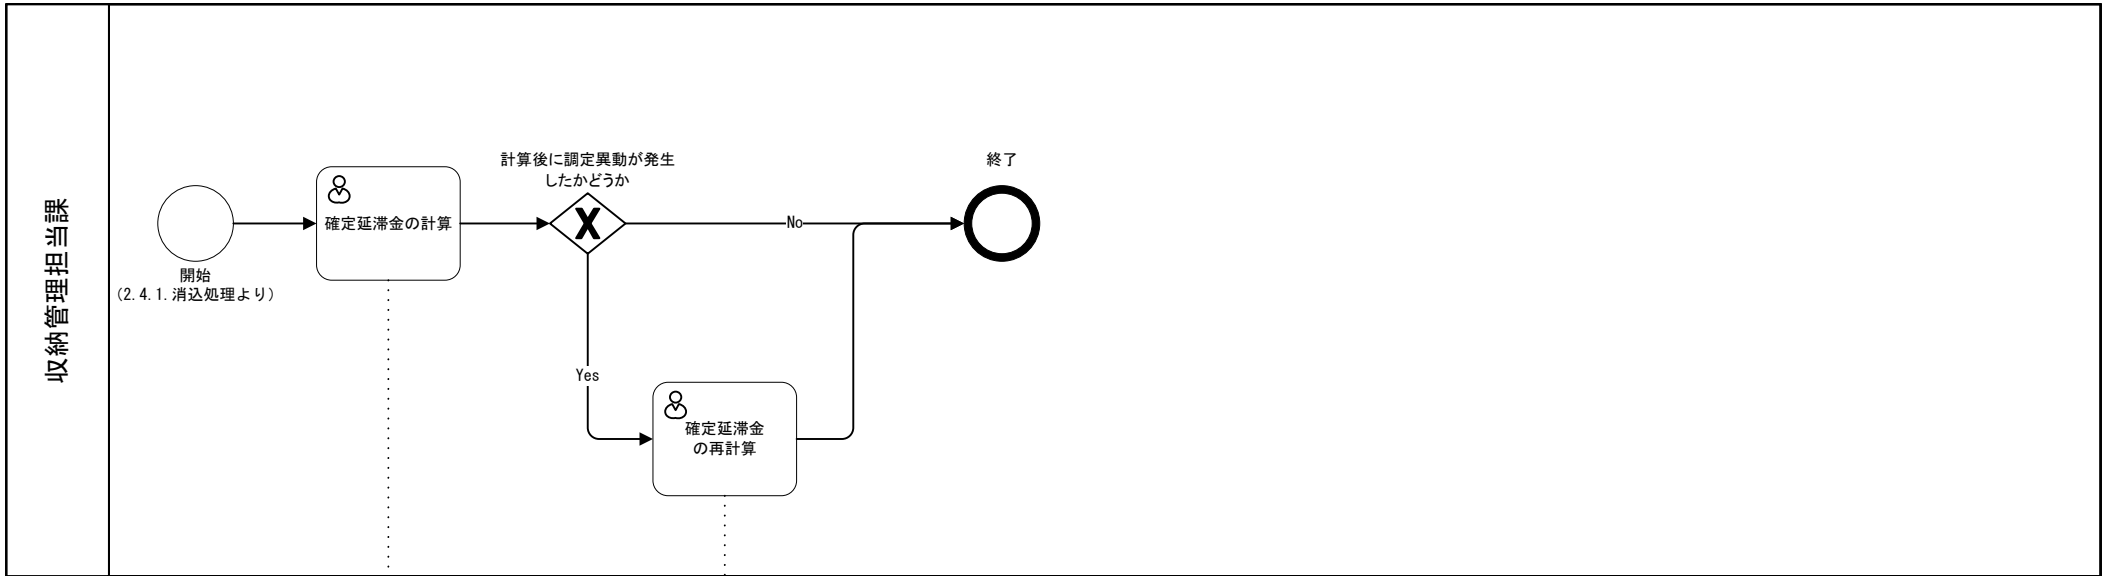 収納管理担当課
開始
(2.4.1.消込処理より)
確定延滞金の計算
計算後に調定異動が発生
したかどうか
No
終了
Yes
確定延滞金
の再計算